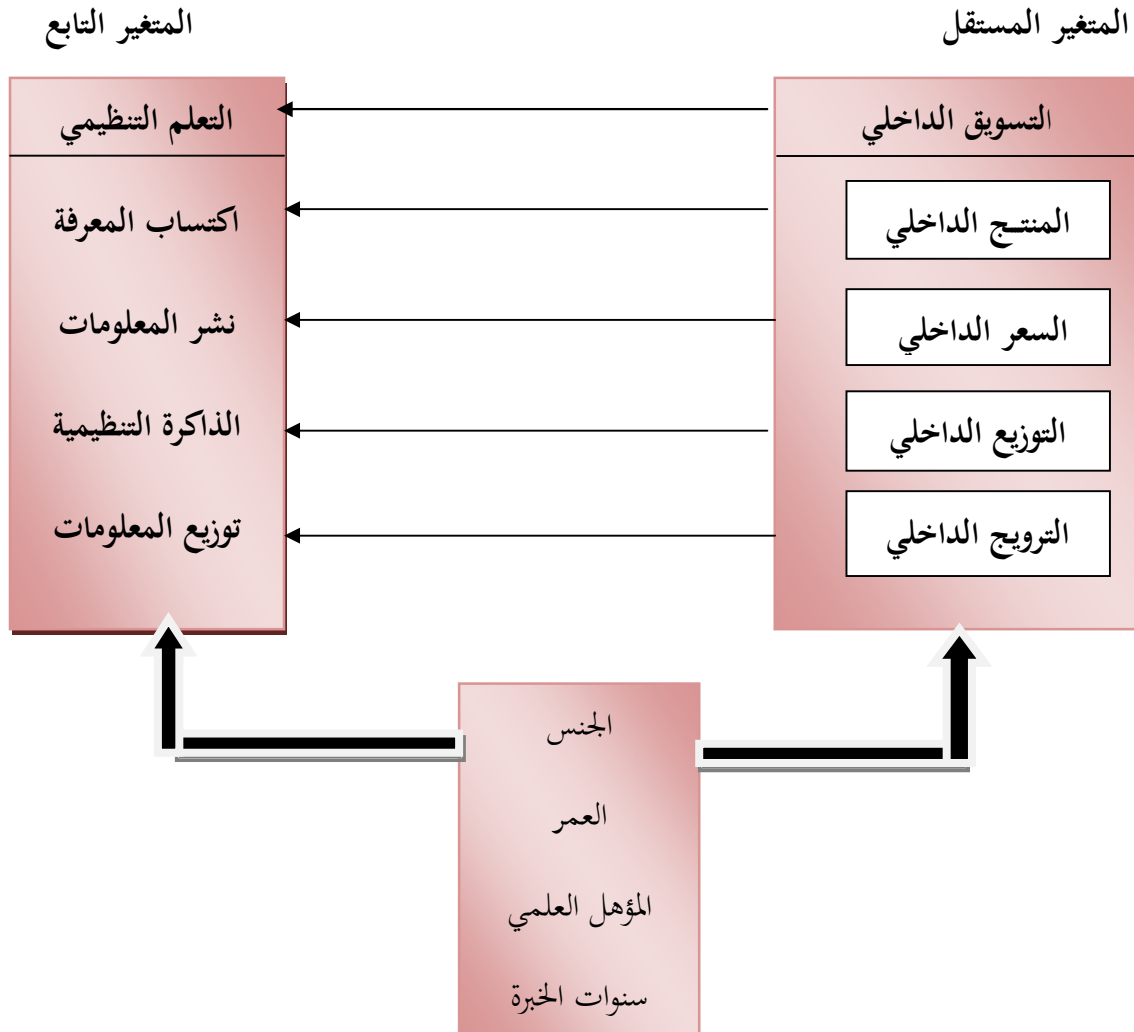 المتغير المستقل
المتغير التابع
التسويق الداخلي
المنتـج الداخلي
السعر الداخلي
التوزيع الداخلي
الترويج الداخلي
التعلم التنظيمي
اكتساب المعرفة
نشر المعلومات
الذاكرة التنظيمية
توزيع المعلومات
الجنس
العمر
المؤهل العلمي
سنوات الخبرة